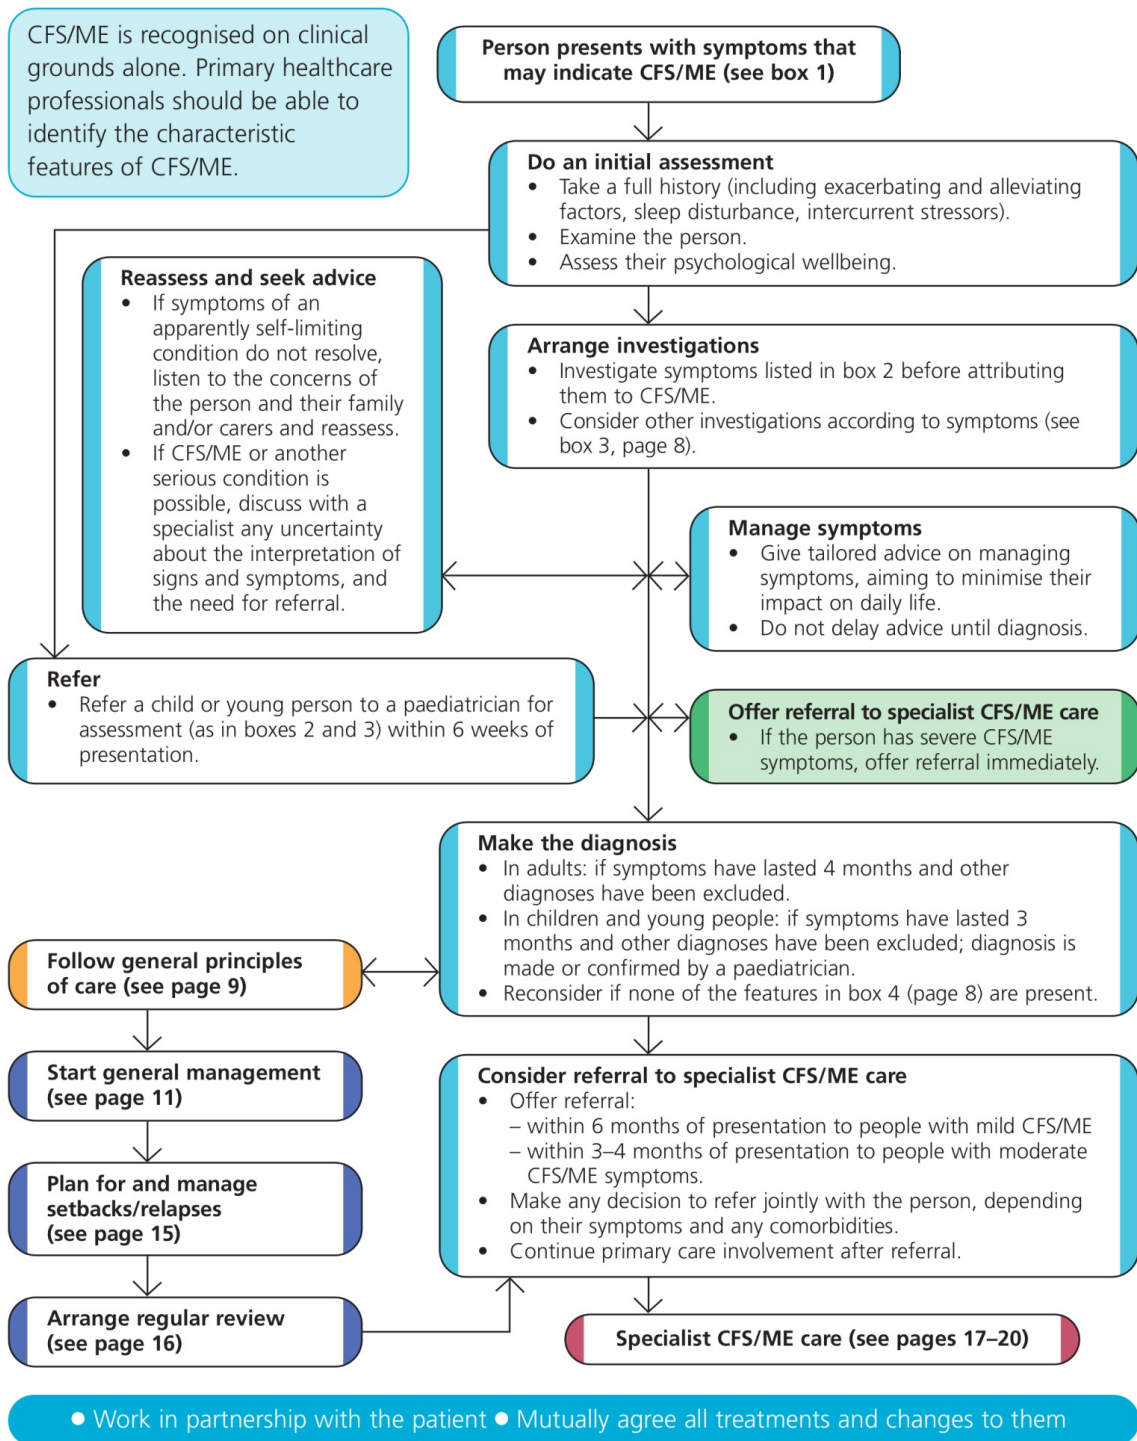 CFS/ME is recognised on clinical
grounds alone. Primary healthcare
professionals should be able to
identify the characteristic
features of CFS/ME.
Person presents with symptoms that
may indicate CFS/ME (see box 1)
Do an initial assessment
• Take a full history (including exacerbating and alleviating
factors, sleep disturbance, intercurrent stressors).
• Examine the person.
• Assess their psychological wellbeing.
Reassess and seek advice
• If symptoms of an
apparently self-limiting
condition do not resolve,
listen to the concerns of
the person and their family
and/or carers and reassess.
• If CFS/ME or another
serious condition is
possible, discuss with a
specialist any uncertainty
about the interpretation of
signs and symptoms, and
the need for referral.
Arrange investigations
• Investigate symptoms listed in box 2 before attributing
them to CFS/ME.
• Consider other investigations according to symptoms (see
box 3, page 8).
Manage symptoms
• Give tailored advice on managing
symptoms, aiming to minimise their
impact on daily life.
• Do not delay advice until diagnosis.
Refer
• Refer a child or young person to a paediatrician for
assessment (as in boxes 2 and 3) within 6 weeks of
presentation.
Offer referral to specialist CFS/ME care
• If the person has severe CFS/ME
symptoms, offer referral immediately.
Make the diagnosis
• In adults: if symptoms have lasted 4 months and other
diagnoses have been excluded.
• In children and young people: if symptoms have lasted 3
months and other diagnoses have been excluded; diagnosis is
made or confirmed by a paediatrician.
• Reconsider if none of the features in box 4 (page 8) are present.
Follow general principles
of care (see page 9)
Start general management
(see page 11)
Plan for and manage
setbacks/relapses
(see page 15)
Arrange regular review
(see page 16)
Consider referral to specialist CFS/ME care
• Offer referral:
– within 6 months of presentation to people with mild CFS/ME
– within 3–4 months of presentation to people with moderate
CFS/ME symptoms.
• Make any decision to refer jointly with the person, depending
on their symptoms and any comorbidities.
• Continue primary care involvement after referral.
Specialist CFS/ME care (see pages 17–20)
• Work in partnership with the patient • Mutually agree all treatments and changes to them